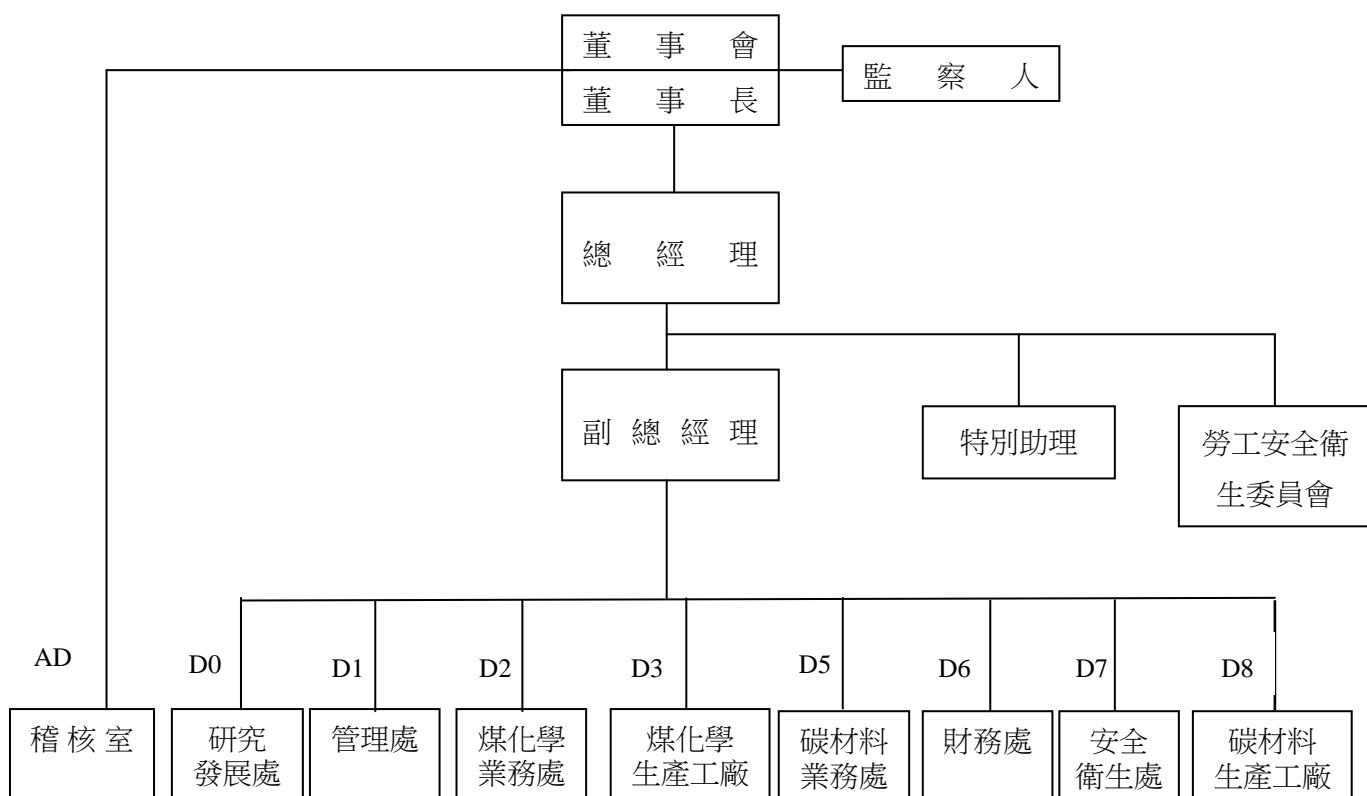 董事會
監察人
董事長
總經理
副總經理
特別助理
勞工安全衛
生委員會
AD
D0
D1
D2
D3
D5
D6
D7
D8
稽核室
研究
發展處
管理處
煤化學
業務處
煤化學
生產工廠
碳材料
業務處
財務處
安全
衛生處
碳材料
生產工廠